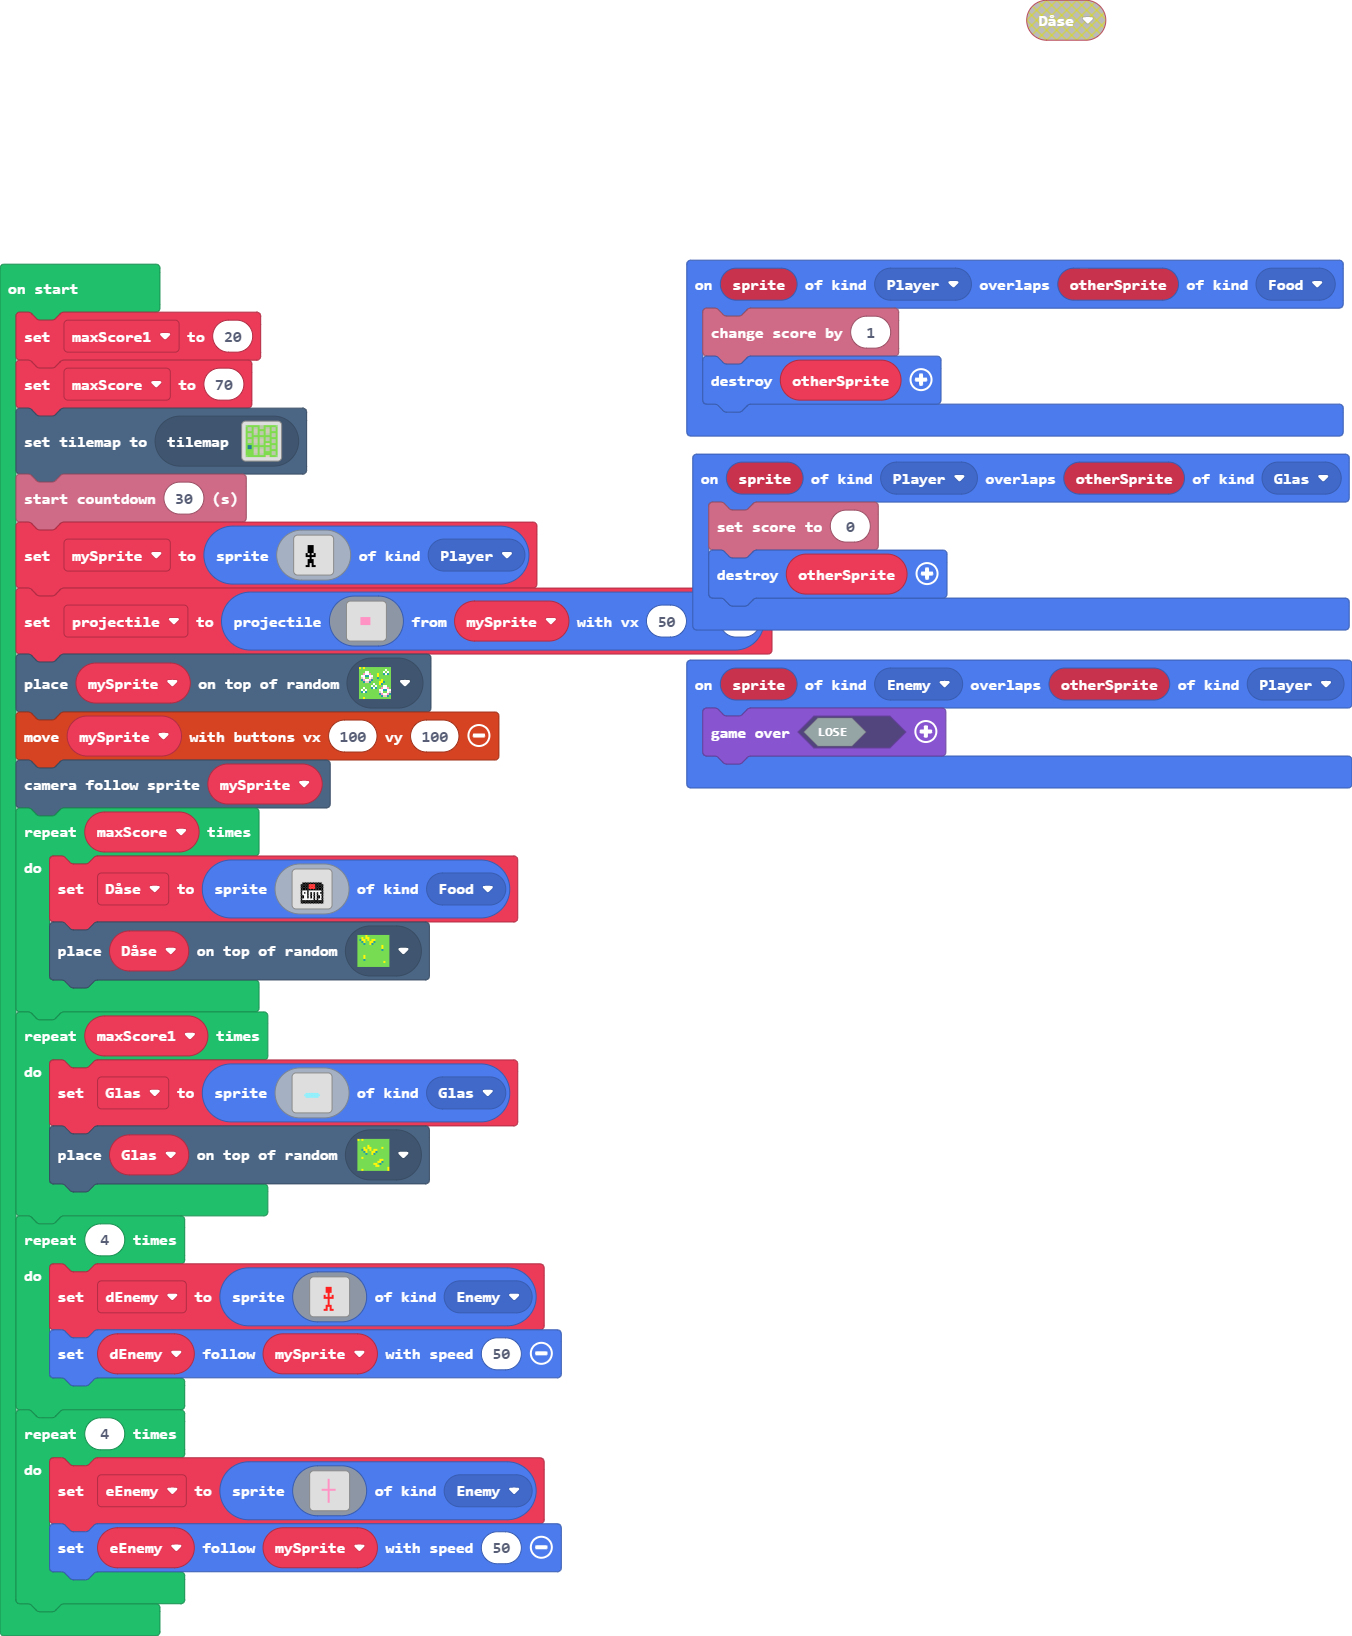 Dåse
on start
set maxScore1 to 20
set maxScore to 70
set tilemap to tilemap
start countdown 30 (s)
set mySprite to sprite of kind Player
set projectile to projectile from mySprite with vx 50
place mySprite on top of random
move mySprite with buttons vx 100 vy 100
camera follow sprite mySprite
repeat maxScore times
do
set Dåse to sprite SLOTS of kind Food
place Dåse on top of random
repeat maxScore1 times
do
set Glas to sprite of kind Glas
place Glas on top of random
repeat 4 times
do
set dEnemy to sprite of kind Enemy
set dEnemy follow mySprite with speed 50
repeat 4 times
do
set eEnemy to sprite of kind Enemy
set eEnemy follow mySprite with speed 50
on sprite of kind Player overlaps otherSprite of kind Food
change score by 1
destroy otherSprite
on sprite of kind Player overlaps otherSprite of kind Glas
set score to 0
destroy otherSprite
on sprite of kind Enemy overlaps otherSprite of kind Player
game over LOSE